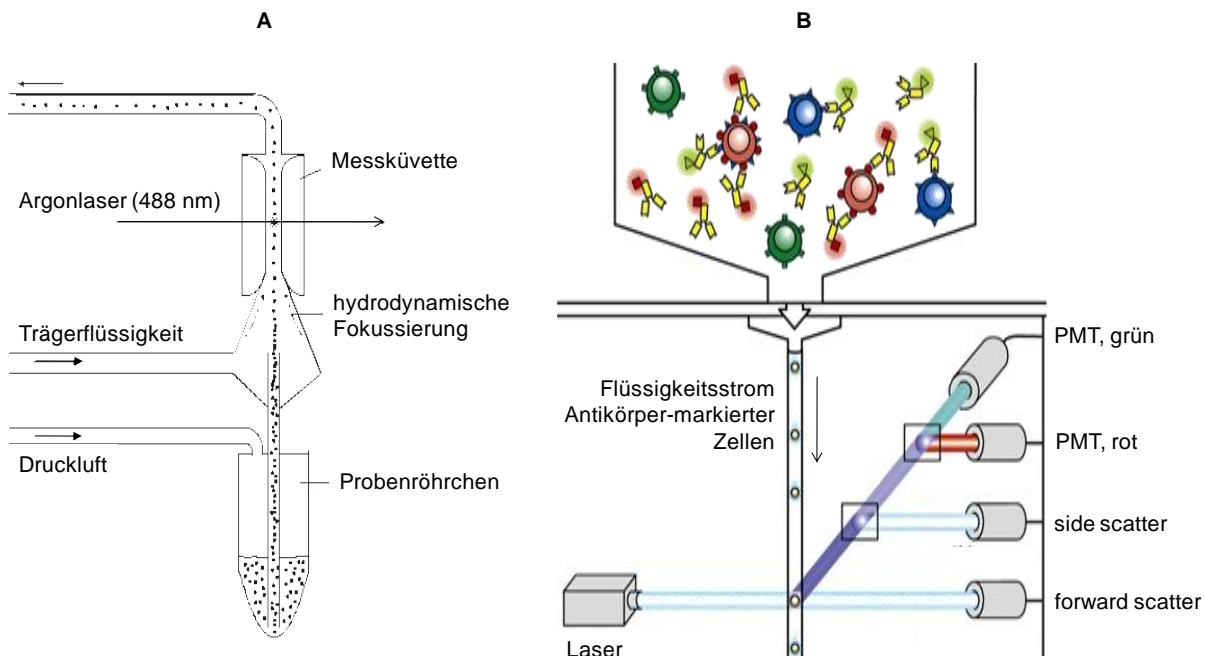 A
Messküvette
Argonlaser (488 nm)
hydrodynamische
Fokussierung
Trägerflüssigkeit
Druckluft
Probenröhrchen
B
PMT, grün
Flüssigkeitsstrom
Antikörper-markierter
Zellen
PMT, rot
side scatter
forward scatter
Laser